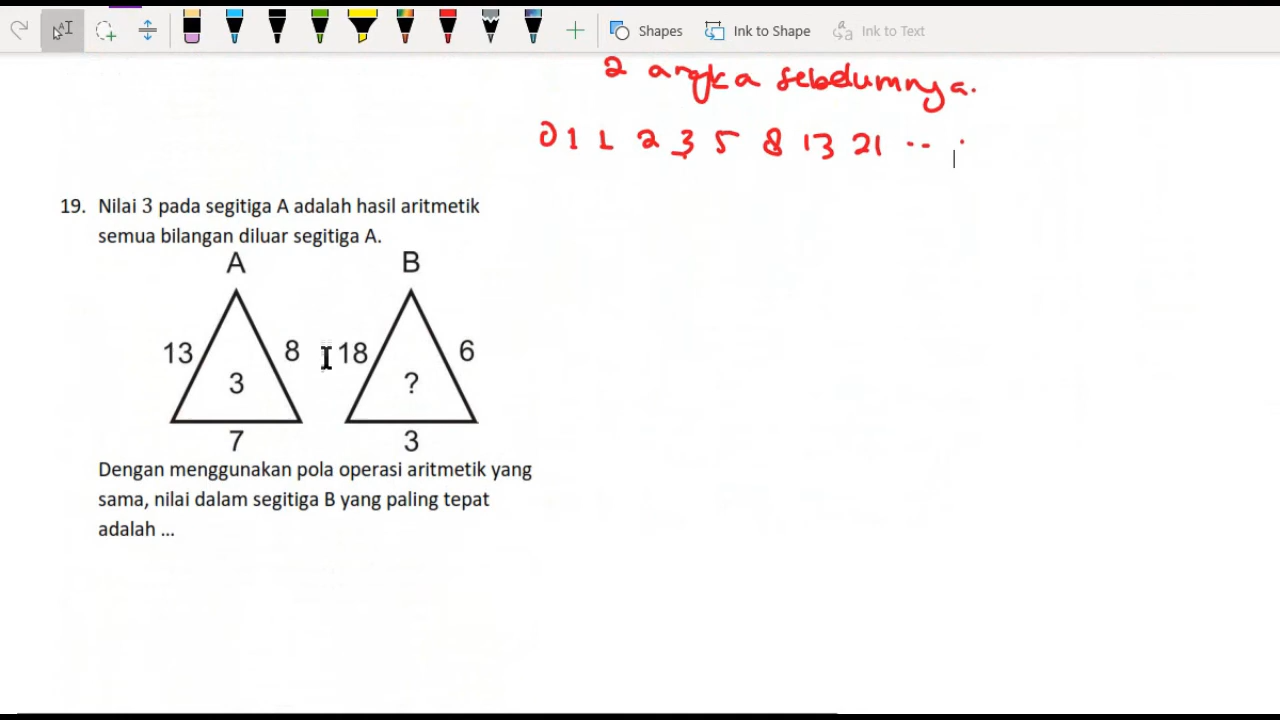 Shapes Ink to Shape Ink to Text
2 angka sebelumnya.
0 1 1 2 3 5 8 13 21 ...
19. Nilai 3 pada segitiga A adalah hasil aritmetik
semua bilangan diluar segitiga A.
A B
13 8 18 6
3 ?
7 3
Dengan menggunakan pola operasi aritmetik yang
sama, nilai dalam segitiga B yang paling tepat
adalah ...